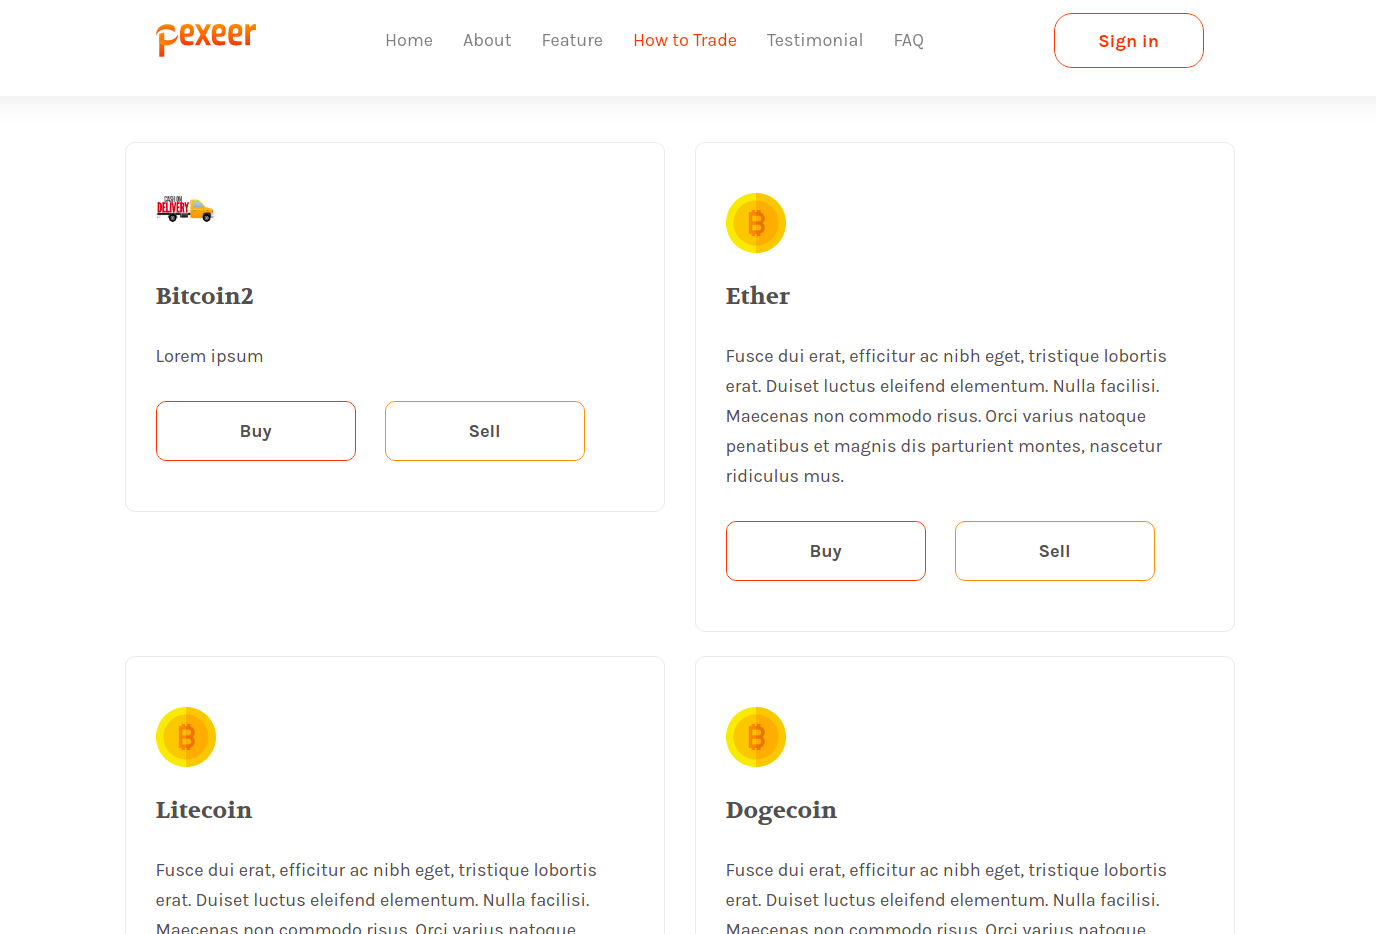 pexeer
Home About Feature How to Trade Testimonial FAQ
Sign in
CASH ON
DELIVERY
Bitcoin2
Lorem ipsum
Buy Sell
Ether
Fusce dui erat, efficitur ac nibh eget, tristique lobortis
erat. Duiset luctus eleifend elementum. Nulla facilisi.
Maecenas non commodo risus. Orci varius natoque
penatibus et magnis dis parturient montes, nascetur
ridiculus mus.
Buy Sell
Litecoin
Fusce dui erat, efficitur ac nibh eget, tristique lobortis
erat. Duiset luctus eleifend elementum. Nulla facilisi.
Maecenas non commodo risus. Orci varius natoque
Dogecoin
Fusce dui erat, efficitur ac nibh eget, tristique lobortis
erat. Duiset luctus eleifend elementum. Nulla facilisi.
Maecenas non commodo risus. Orci varius natoque